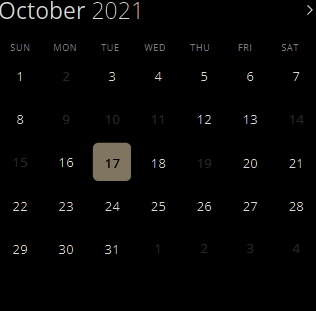 October 2021 >
SUN MON TUE WED THU FRI SAT
1 2 3 4 5 6 7
8 9 10 11 12 13 14
15 16 17 18 19 20 21
22 23 24 25 26 27 28
29 30 31 1 2 3 4